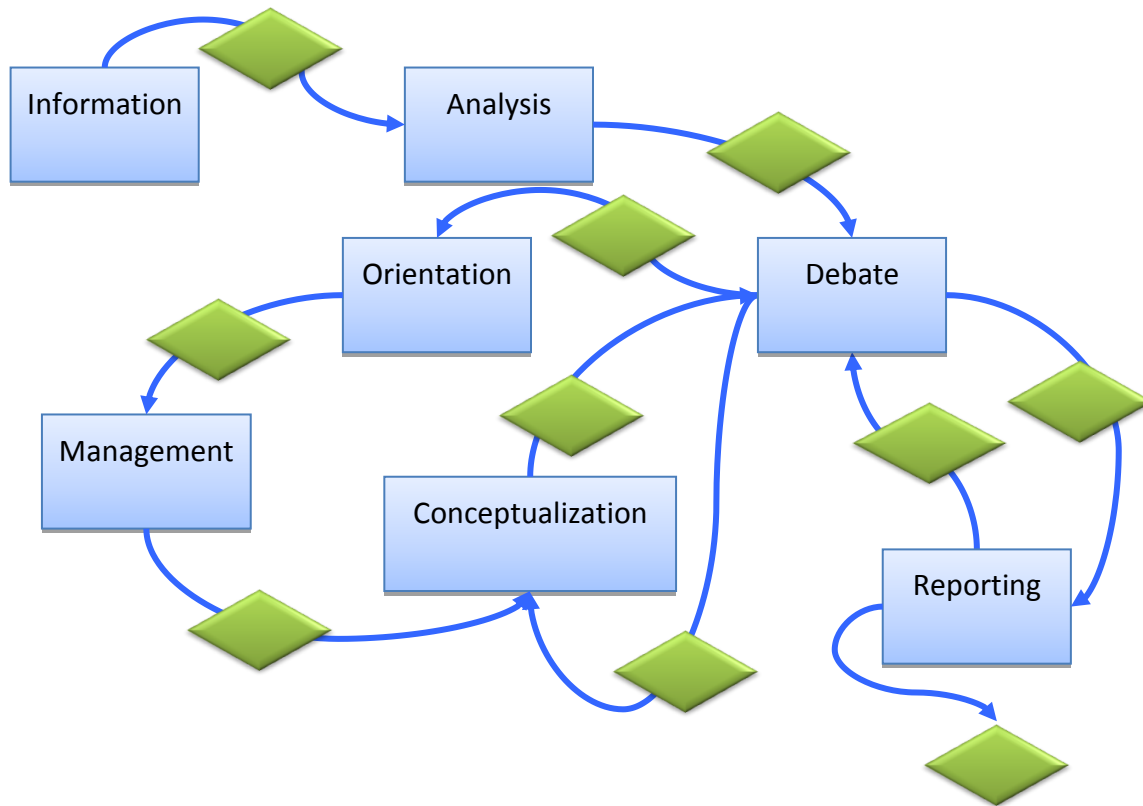 Information
Analysis
Orientation
Debate
Management
Conceptualization
Reporting